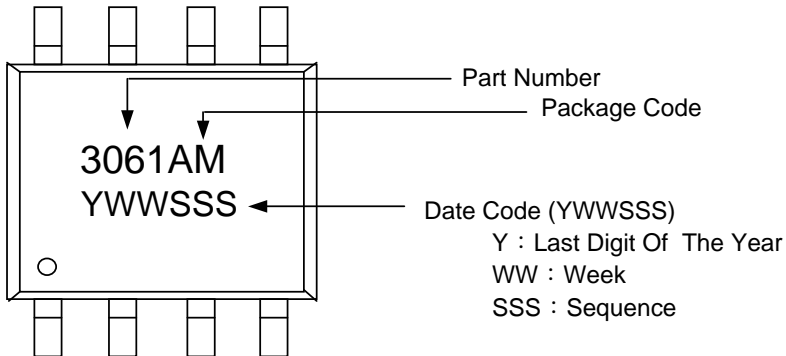 Part Number
Package Code
3061AM
YWWSSS
Date Code (YWWSSS)
Y：Last Digit Of The Year
WW：Week
SSS：Sequence